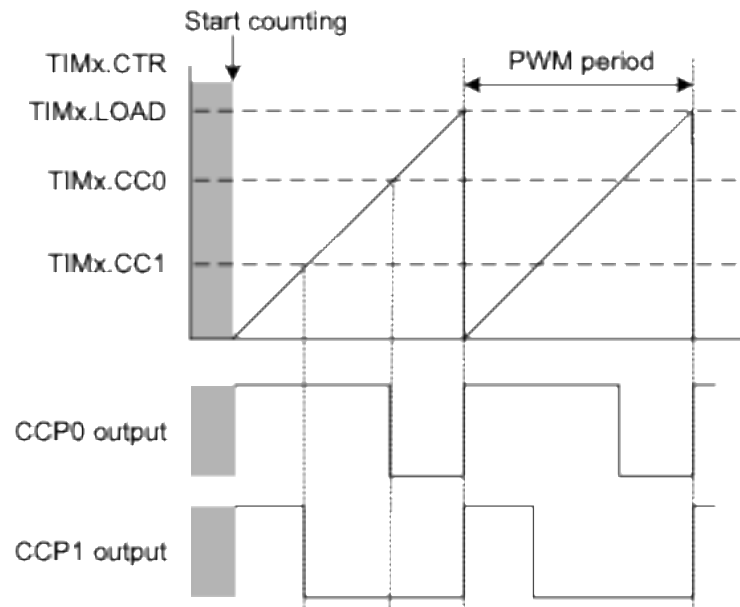 Start counting
TIMx.CTR
PWM period
TIMx.LOAD
TIMx.CC0
TIMx.CC1
CCP0 output
CCP1 output